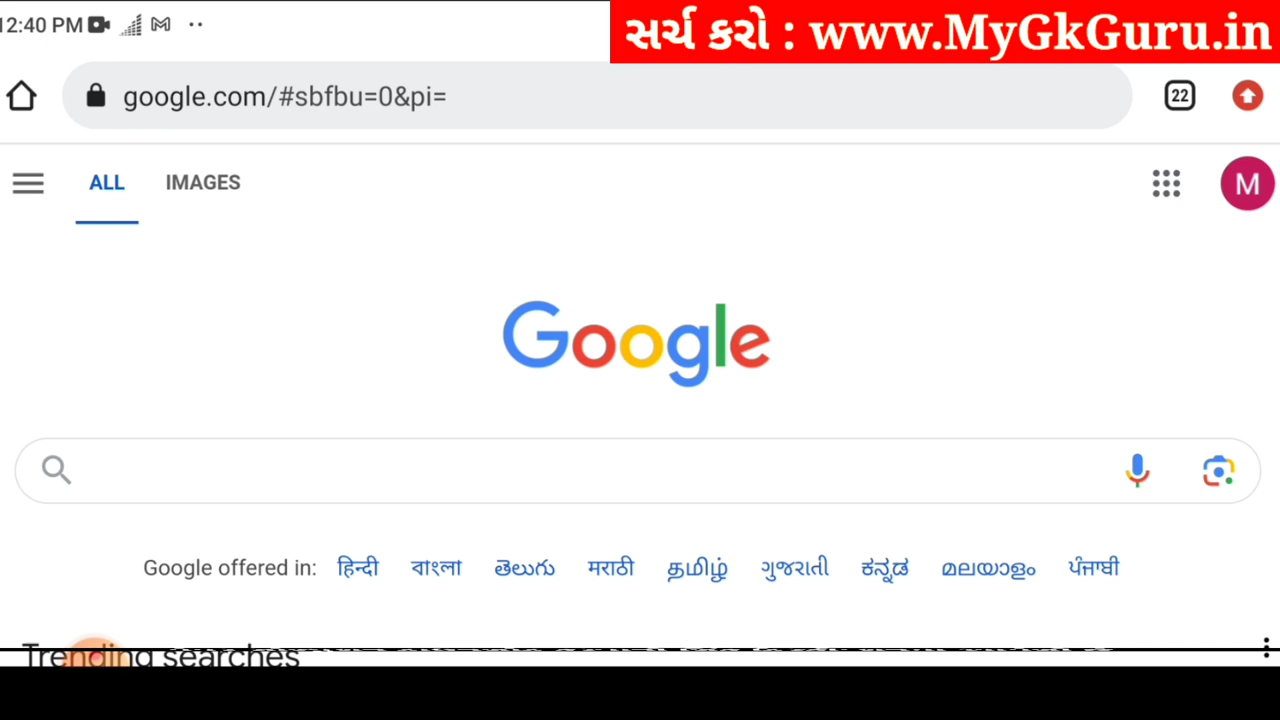 12:40 PM
સર્ચ કરો : www.MyGkGuru.in
google.com/#sbfbu=0&pi=
22
ALL IMAGES
M
Google
Google offered in: हिन्दी বাংলা తెలుగు मराठी தமிழ் ગુજરાતી ಕನ್ನಡ മലയാളം ਪੰਜਾਬੀ
Trending searches